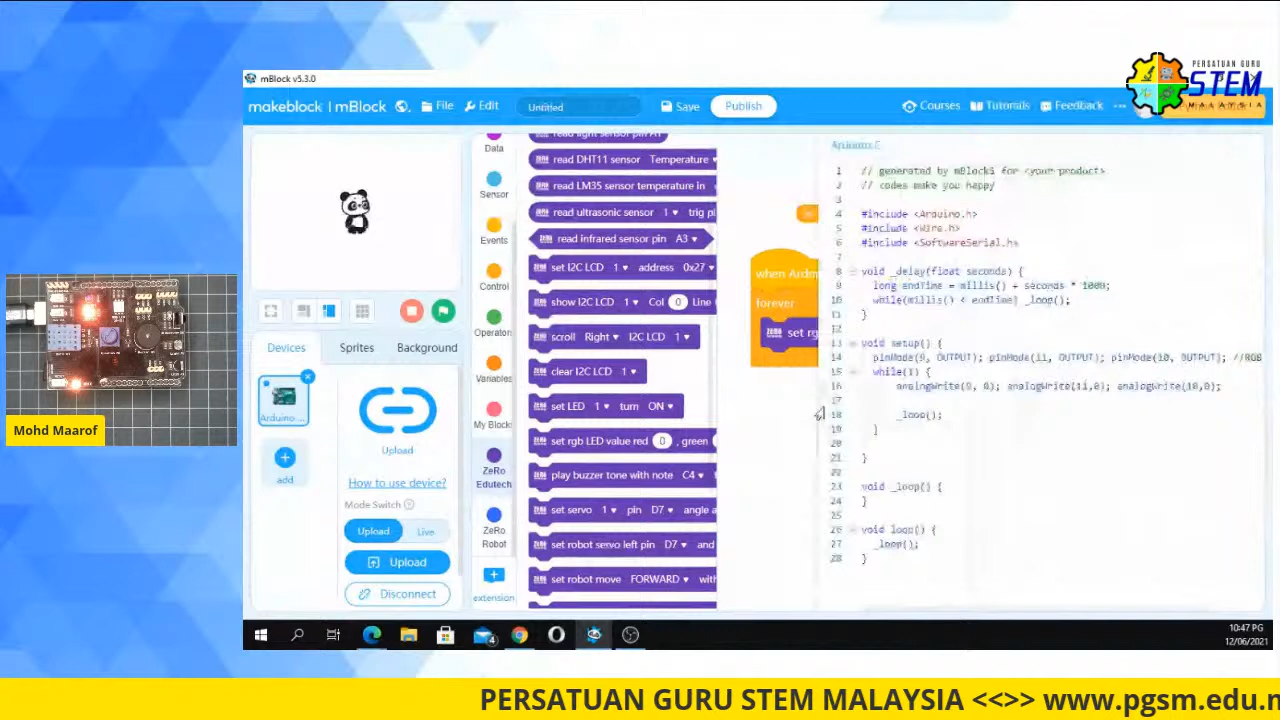 PERSATUAN GURU
STEM
MALAYSIA
mBlock v5.3.0
makeblock | mBlock
File
Edit
Untitled
Save
Publish
Courses
Tutorials
Feedback
Data
Sensor
Events
Control
Operators
Variables
My Blocks
ZeRo
Edutech
ZeRo
Robot
extension
read light sensor pin A1
read DHT11 sensor Temperature
read LM35 sensor temperature in
read ultrasonic sensor 1 trig pi
read infrared sensor pin A3
set I2C LCD 1 address 0x27
show I2C LCD 1 Col 0 Line
scroll Right I2C LCD 1
clear I2C LCD 1
set LED 1 turn ON
set rgb LED value red 0 , green
play buzzer tone with note C4
set servo 1 pin D7 angle a
set robot servo left pin D7 and
set robot move FORWARD with
when Ardu
forever
set rg
Arduino C
1 // generated by mBlock5 for <your product>
2 // codes make you happy
3
4 #include <Arduino.h>
5 #include <Wire.h>
6 #include <SoftwareSerial.h>
7
8 void _delay(float seconds) {
9 long endTime = millis() + seconds * 1000;
10 while(millis() < endTime) _loop();
11 }
12
13 void setup() {
14 pinMode(9, OUTPUT); pinMode(11, OUTPUT); pinMode(10, OUTPUT); //RGB
15 while(1) {
16 analogWrite(9, 0); analogWrite(11,0); analogWrite(10,0);
17
18 _loop();
19 }
20
21 }
22
23 void _loop() {
24 }
25
26 void loop() {
27 _loop();
28 }
Devices
Sprites
Background
Arduino ...
add
Upload
How to use device?
Mode Switch
Upload
Live
Upload
Disconnect
Mohd Maarof
4
10:47 PG
12/06/2021
PERSATUAN GURU STEM MALAYSIA <<>> www.pgsm.edu.